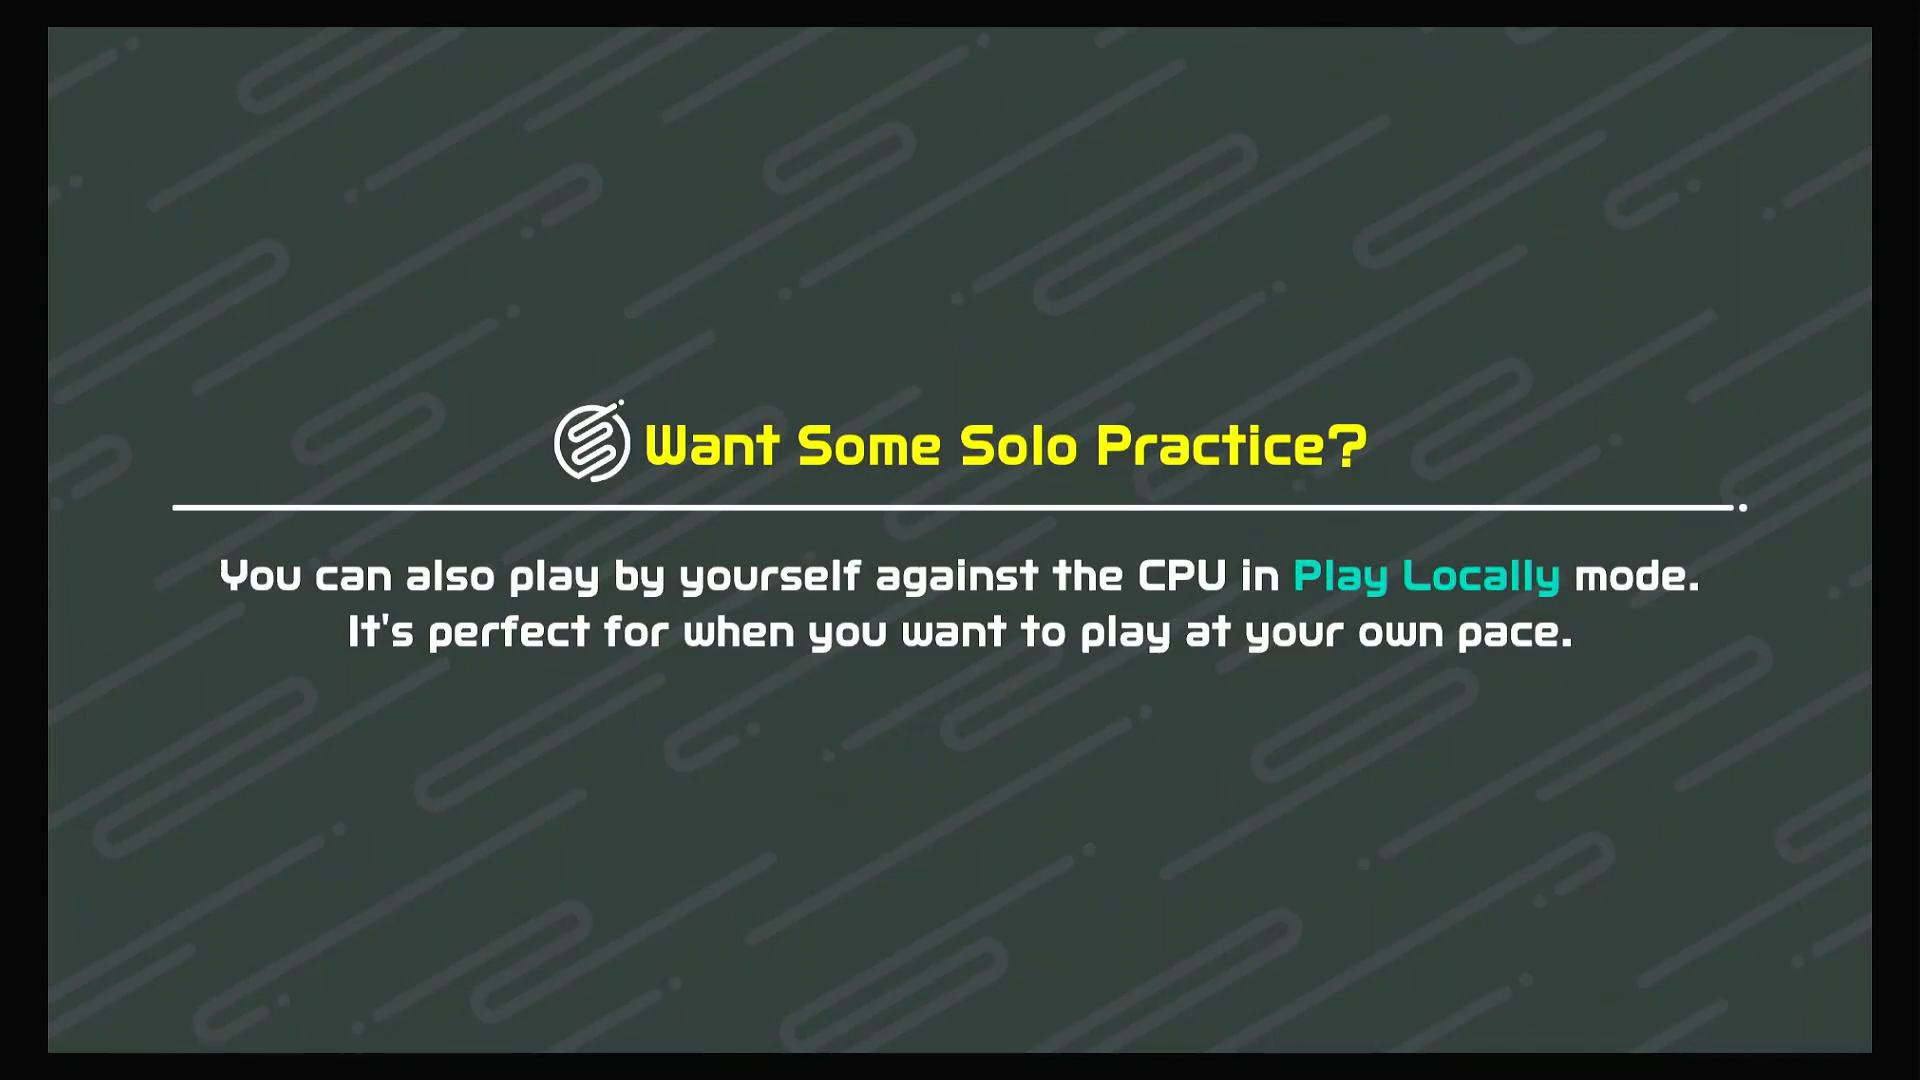 Want Some Solo Practice?
You can also play by yourself against the CPU in Play Locally mode.
It's perfect for when you want to play at your own pace.